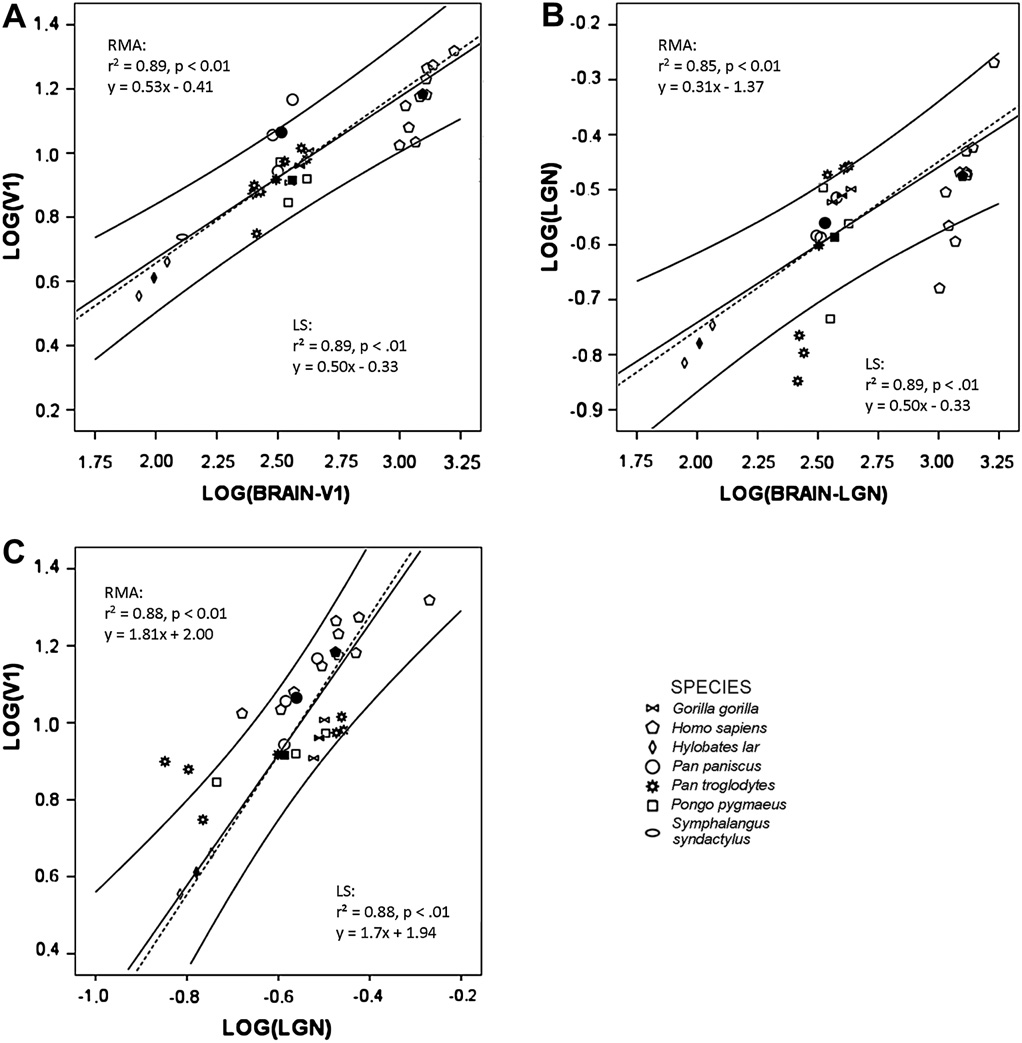 A
1.4
1.2
1.0
0.8
0.6
0.4
0.2
LOG(V1)
RMA:
r² = 0.89, p < 0.01
y = 0.53x - 0.41
LS:
r² = 0.89, p < .01
y = 0.50x - 0.33
1.75 2.00 2.25 2.50 2.75 3.00 3.25
LOG(BRAIN-V1)
B
-0.2
-0.3
-0.4
-0.5
-0.6
-0.7
-0.8
-0.9
LOG(LGN)
RMA:
r² = 0.85, p < 0.01
y = 0.31x - 1.37
LS:
r² = 0.89, p < .01
y = 0.50x - 0.33
1.75 2.00 2.25 2.50 2.75 3.00 3.25
LOG(BRAIN-LGN)
C
1.4
1.2
1.0
0.8
0.6
0.4
LOG(V1)
RMA:
r² = 0.88, p < 0.01
y = 1.81x + 2.00
LS:
r² = 0.88, p < .01
y = 1.7x + 1.94
-1.0 -0.8 -0.6 -0.4 -0.2
LOG(LGN)
SPECIES
Gorilla gorilla
Homo sapiens
Hylobates lar
Pan paniscus
Pan troglodytes
Pongo pygmaeus
Symphalangus
syndactylus